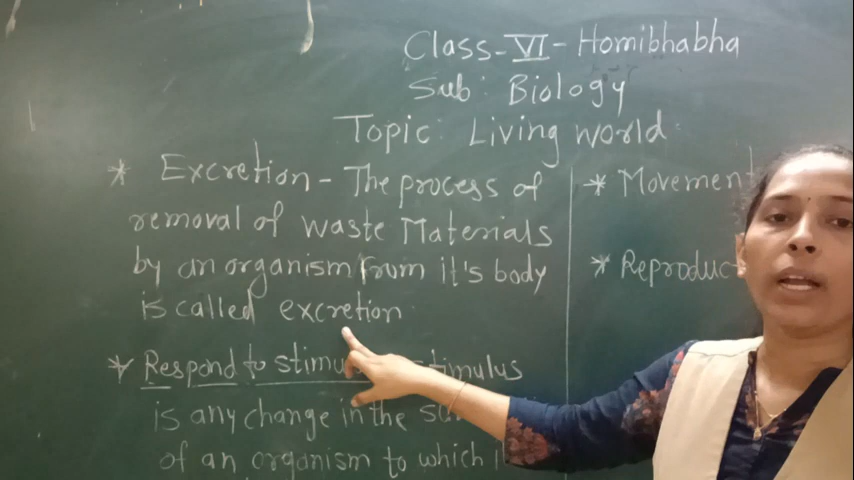 Class-VI-Homibhabha
Sub: Biology
Topic: Living world.
* Excretion - The process of
removal of waste Materials
by an organism from it's body
is called excretion.
* Respond to stimulus
is any change in the
of an organism to which
* Movement
* Reproduc